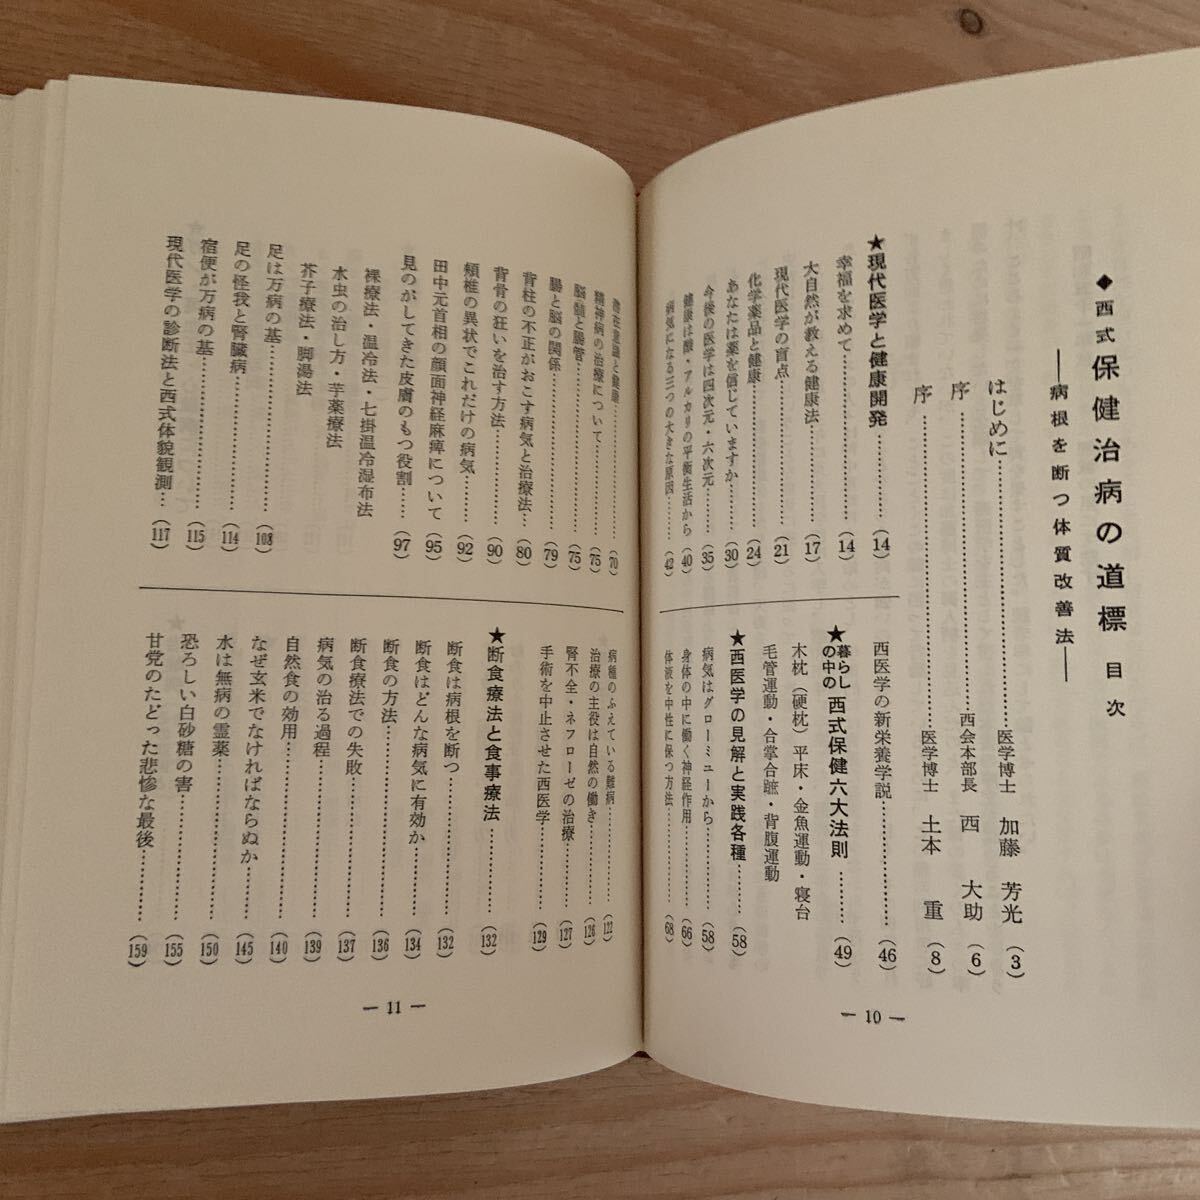 ◆西式 保健治病の道標 目次
――病根を断つ体質改善法――
はじめに……………医学博士 加藤 芳光 (3)
序……………西会本部長 西 大助 (6)
序……………医学博士 土本 重 (8)
★現代医学と健康開発……………(14)
幸福を求めて……………(14)
大自然が教える健康法……………(17)
現代医学の盲点……………(21)
化学薬品と健康……………(24)
あなたは薬を信じていますか……………(30)
今後の医学は四次元・六次元……………(35)
健康は酸・アルカリの平衡生活から……(40)
病気になる三つの大きな原因……………(42)
西医学の新栄養学説……………(46)
★暮らしの中の 西式保健六大法則……………(49)
木枕(硬枕)平床・金魚運動・寝台
毛管運動・合掌合蹠・背腹運動
★西医学の見解と実践各種……………(58)
病気はグローミューから……………(58)
身体の中に働く神経作用……………(66)
体液を中性に保つ方法……………(68)
潜在意識と健康……………(70)
精神病の治療について……………(75)
脳髄と腸管……………(75)
腸と脳の関係……………(79)
背柱の不正がおこす病気と治療法……(80)
背骨の狂いを治す方法……………(90)
頬椎の異状でこれだけの病気……………(92)
田中元首相の顔面神経麻痺について……(95)
見のがしてきた皮膚のもつ役割……………(97)
裸療法・温冷法・七掛温冷湿布法
水虫の治し方・芋薬療法
芥子療法・脚湯法
足は万病の基……………(108)
足の怪我と腎臓病……………(114)
宿便が万病の基……………(115)
現代医学の診断法と西式体貌観測……(117)
病種のふえている難病……………(122)
治療の主役は自然の働き……………(126)
腎不全・ネフローゼの治療……………(127)
手術を中止させた西医学……………(129)
★断食療法と食事療法……………(132)
断食は病根を断つ……………(132)
断食はどんな病気に有効か……………(134)
断食の方法……………(136)
断食療法での失敗……………(137)
病気の治る過程……………(139)
自然食の効用……………(140)
なぜ玄米でなければならぬか……………(145)
水は無病の霊薬……………(150)
恐ろしい白砂糖の害……………(155)
甘党のたどった悲惨な最後……………(159)
― 10 ―
― 11 ―